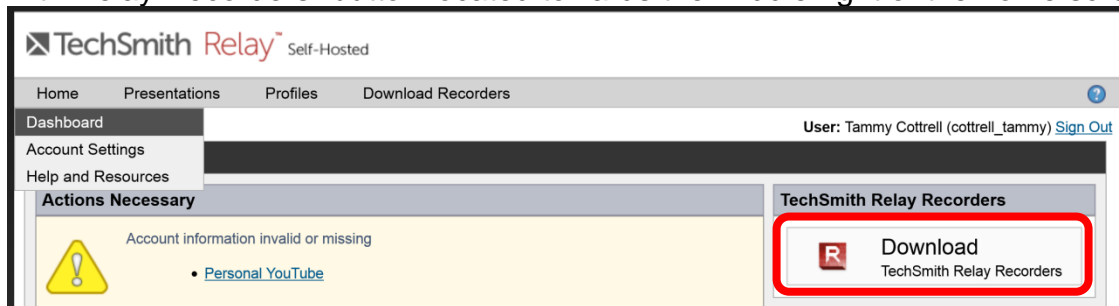 TechSmith Relay™ Self-Hosted
Home Presentations Profiles Download Recorders
Dashboard
User: Tammy Cottrell (cottrell_tammy) Sign Out
Account Settings
Help and Resources
Actions Necessary
TechSmith Relay Recorders
Account information invalid or missing
• Personal YouTube
Download
TechSmith Relay Recorders